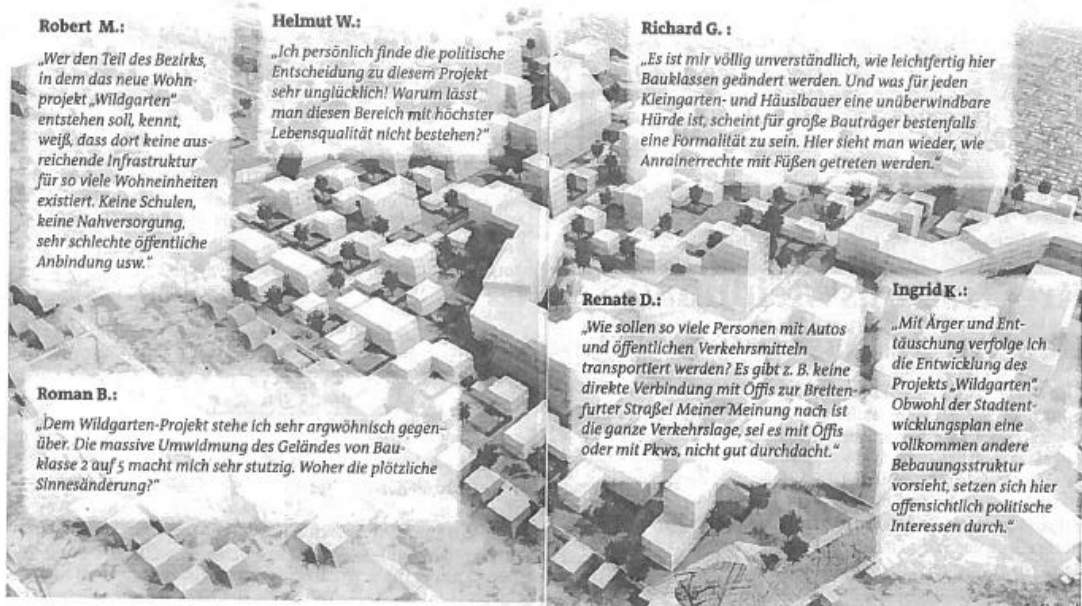 Robert M.:
„Wer den Teil des Bezirks,
in dem das neue Wohn-
projekt „Wildgarten“
entstehen soll, kennt,
weiß, dass dort keine aus-
reichende Infrastruktur
für so viele Wohneinheiten
existiert. Keine Schulen,
keine Nahversorgung,
sehr schlechte öffentliche
Anbindung usw.“
Helmut W.:
„Ich persönlich finde die politische
Entscheidung zu diesem Projekt
sehr unglücklich! Warum lässt
man diesen Bereich mit höchster
Lebensqualität nicht bestehen?“
Richard G. :
„Es ist mir völlig unverständlich, wie leichtfertig hier
Bauklassen geändert werden. Und was für jeden
Kleingarten- und Häuslbauer eine unüberwindbare
Hürde ist, scheint für große Bauträger bestenfalls
eine Formalität zu sein. Hier sieht man wieder, wie
Anrainerrechte mit Füßen getreten werden.“
Roman B.:
„Dem Wildgarten-Projekt stehe ich sehr argwöhnisch gegen-
über. Die massive Umwidmung des Geländes von Bau-
klasse 2 auf 5 macht mich sehr stutzig. Woher die plötzliche
Sinnesänderung?“
Renate D.:
„Wie sollen so viele Personen mit Autos
und öffentlichen Verkehrsmitteln
transportiert werden? Es gibt z. B. keine
direkte Verbindung mit Öffis zur Breiten-
furter Straße! Meiner Meinung nach ist
die ganze Verkehrslage, sei es mit Öffis
oder mit Pkws, nicht gut durchdacht.“
Ingrid K.:
„Mit Ärger und Ent-
täuschung verfolge ich
die Entwicklung des
Projekts „Wildgarten“.
Obwohl der Stadtent-
wicklungsplan eine
vollkommen andere
Bebauungsstruktur
vorsieht, setzen sich hier
offensichtlich politische
Interessen durch.“